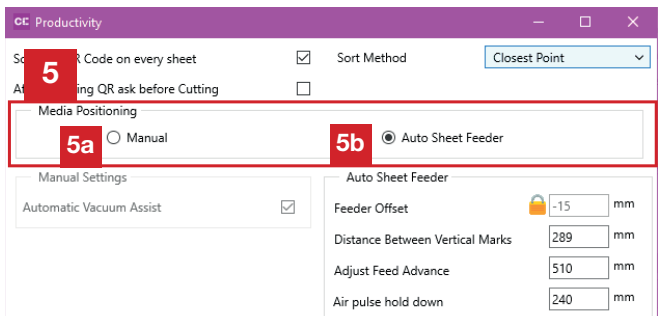 CC Productivity
5
R Code on every sheet
Sort Method
Closest Point
ing QR ask before Cutting
Media Positioning
5a
Manual
5b
Auto Sheet Feeder
Manual Settings
Automatic Vacuum Assist
Auto Sheet Feeder
Feeder Offset
-15
mm
Distance Between Vertical Marks
289
mm
Adjust Feed Advance
510
mm
Air pulse hold down
240
mm